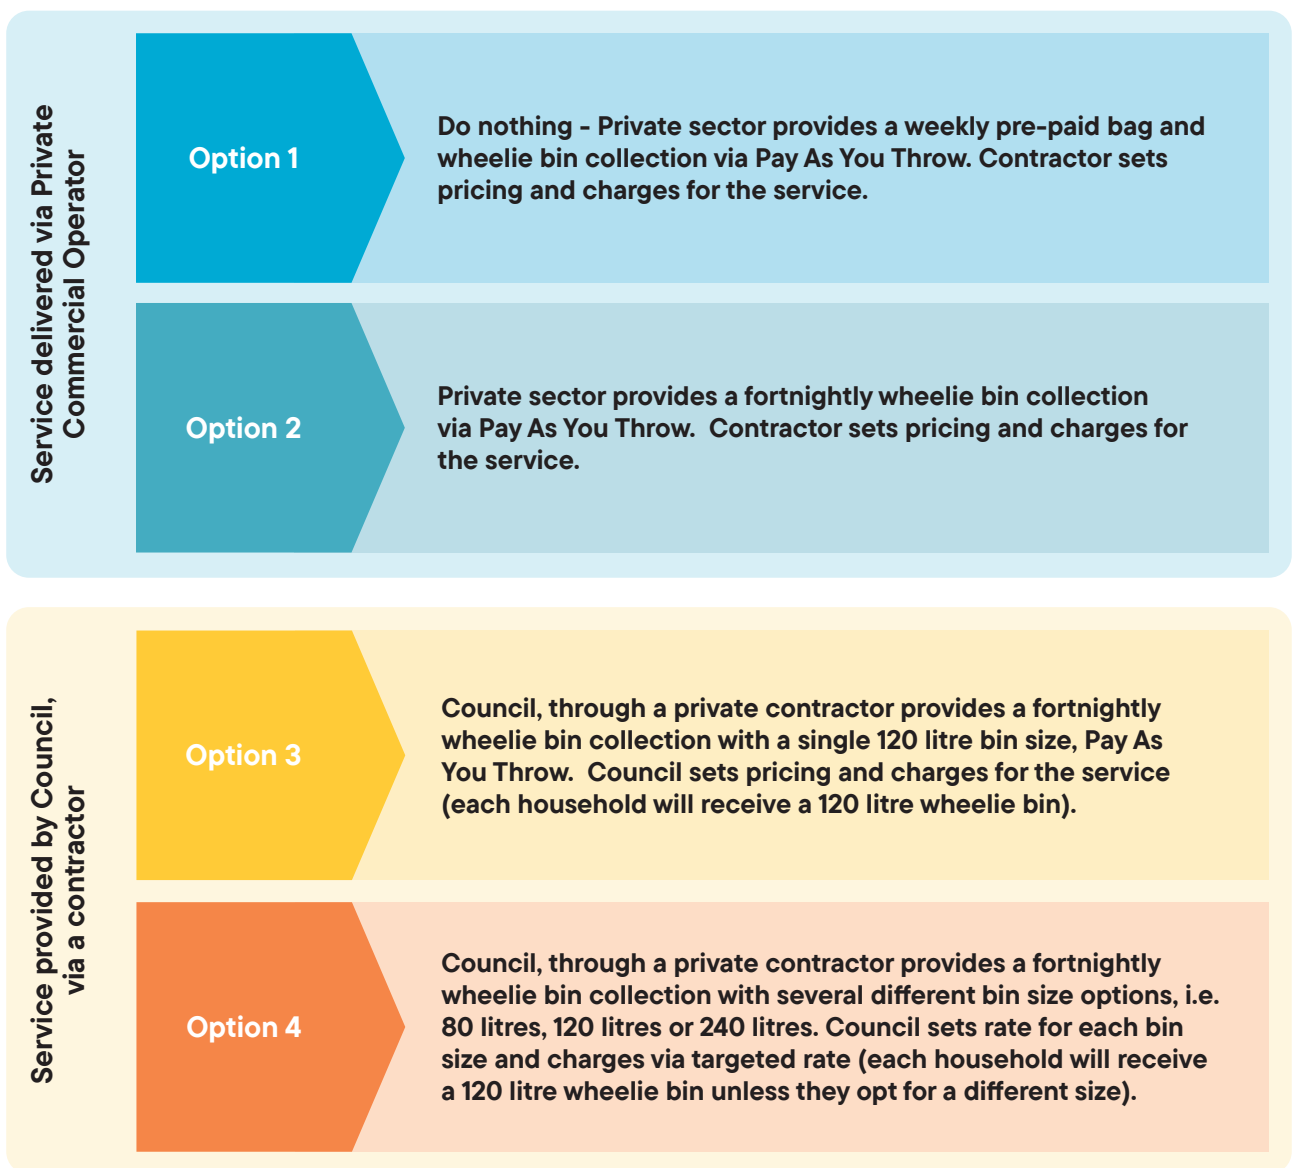 Service delivered via Private
Commercial Operator
Option 1
Do nothing - Private sector provides a weekly pre-paid bag and
wheelie bin collection via Pay As You Throw. Contractor sets
pricing and charges for the service.
Option 2
Private sector provides a fortnightly wheelie bin collection
via Pay As You Throw.  Contractor sets pricing and charges for
the service.
Service provided by Council,
via a contractor
Option 3
Council, through a private contractor provides a fortnightly
wheelie bin collection with a single 120 litre bin size, Pay As
You Throw.  Council sets pricing and charges for the service
(each household will receive a 120 litre wheelie bin).
Option 4
Council, through a private contractor provides a fortnightly
wheelie bin collection with several different bin size options, i.e.
80 litres, 120 litres or 240 litres. Council sets rate for each bin
size and charges via targeted rate (each household will receive
a 120 litre wheelie bin unless they opt for a different size).